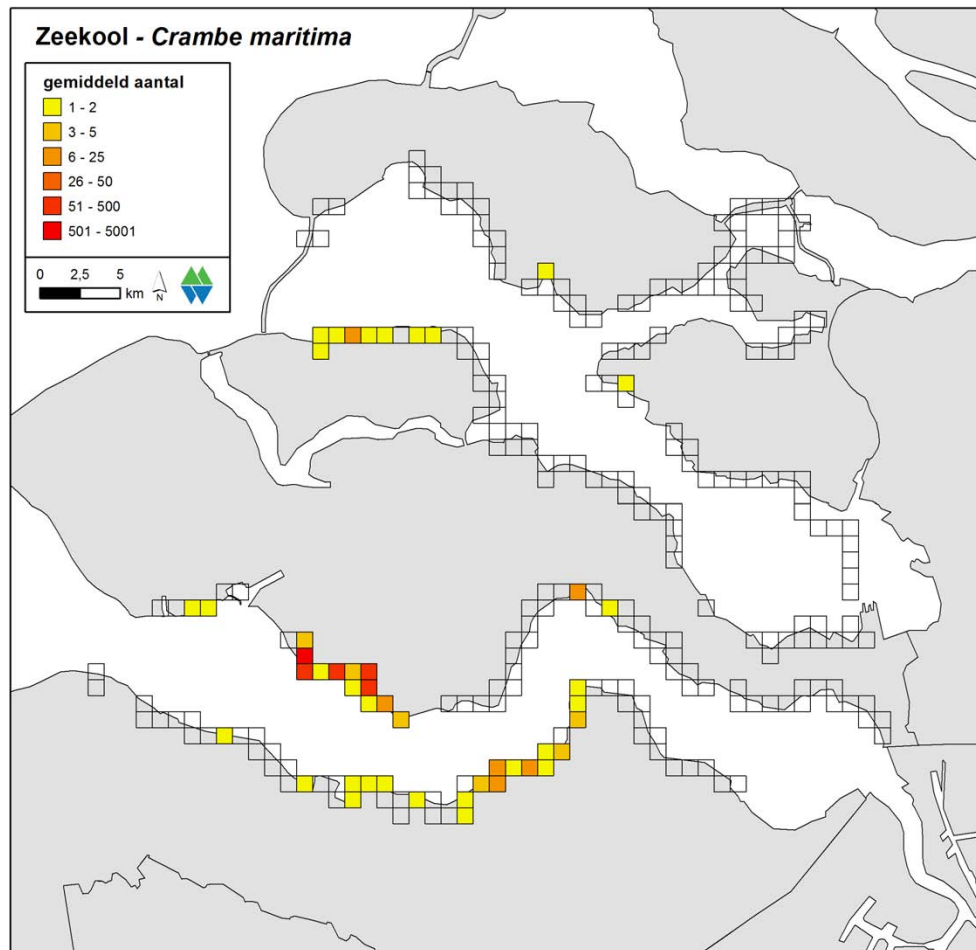 Zeekool - Crambe maritima
gemiddeld aantal
1 - 2
3 - 5
6 - 25
26 - 50
51 - 500
501 - 5001
0 2,5 5
km
N